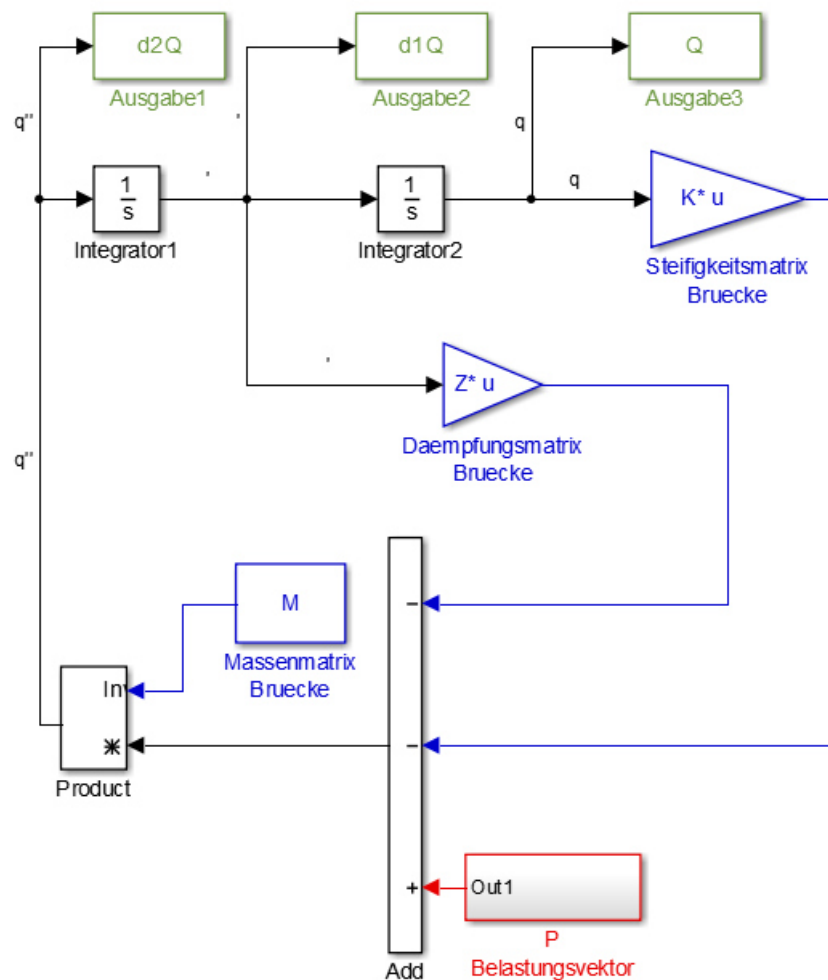 d2Q
Ausgabe1
d1Q
Ausgabe2
Q
Ausgabe3
q''
'
'
q
q
1
s
Integrator1
1
s
Integrator2
K* u
Steifigkeitsmatrix
Bruecke
'
Z* u
Daempfungsmatrix
Bruecke
q''
M
Massenmatrix
Bruecke
Inv
*
Product
−
−
+
Add
Out1
P
Belastungsvektor